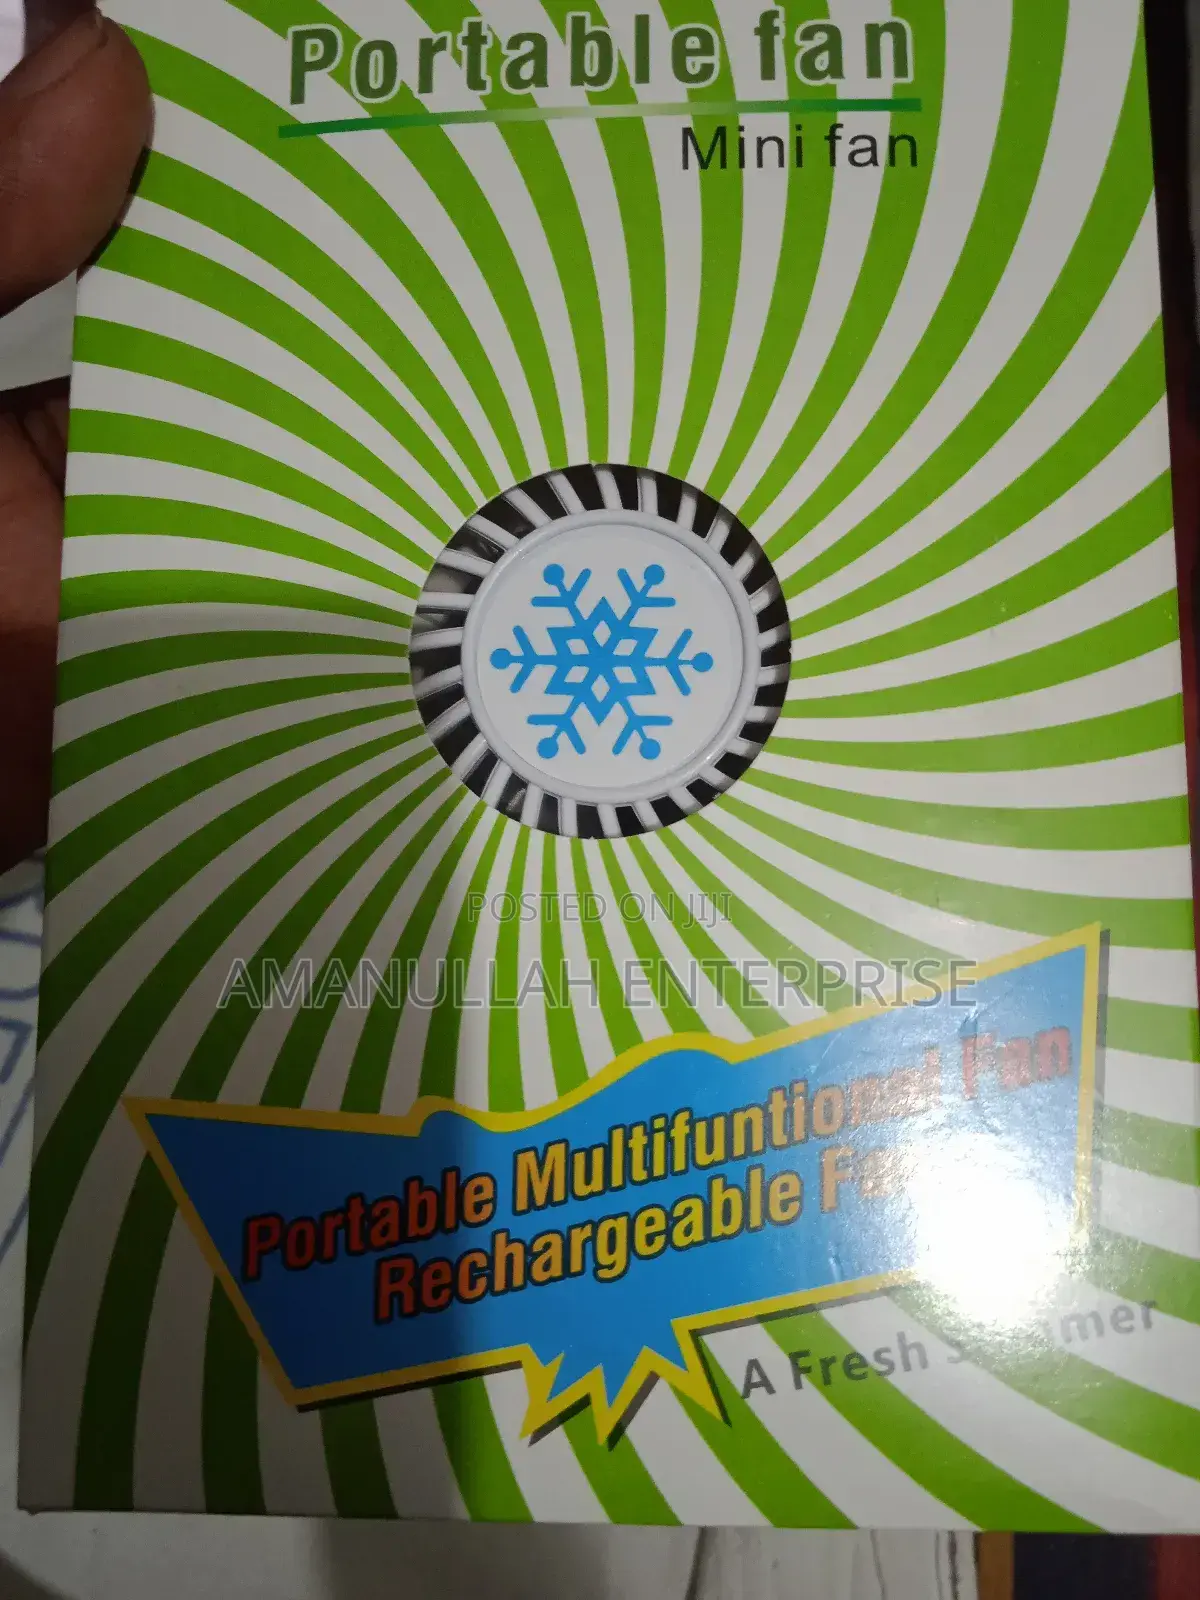 Portable fan
Mini fan
POSTED ON JIJI
AMANULLAH ENTERPRISE
Portable Multifuntional Fan
Rechargeable
A Fresh